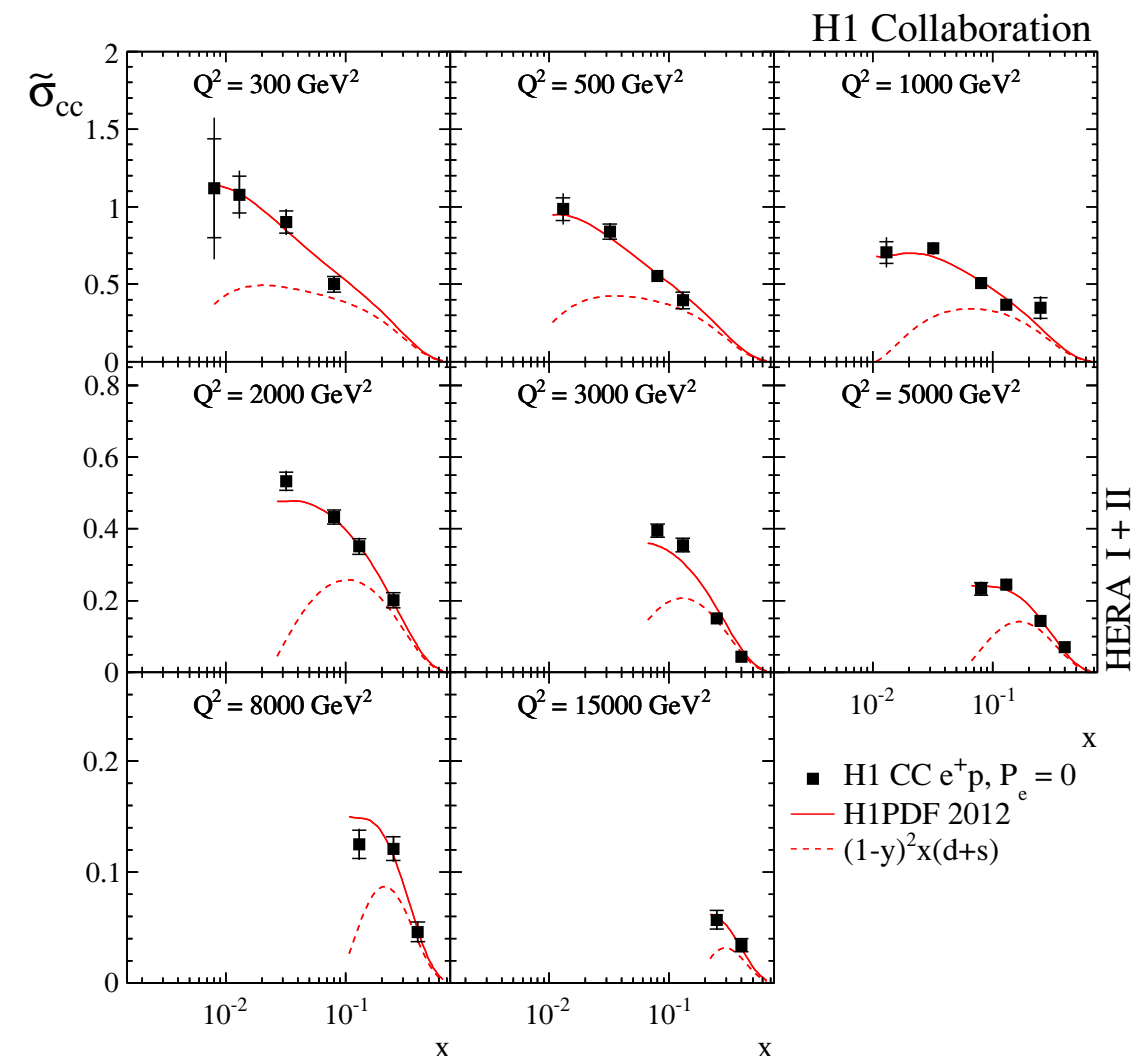 H1 Collaboration
σ̃cc
Q² = 300 GeV²
Q² = 500 GeV²
Q² = 1000 GeV²
2
1.5
1
0.5
0
Q² = 2000 GeV²
Q² = 3000 GeV²
Q² = 5000 GeV²
0.8
0.6
0.4
0.2
0
HERA I + II
Q² = 8000 GeV²
Q² = 15000 GeV²
0.2
0.1
0
10⁻² 10⁻¹
x
H1 CC e⁺p, Pₑ = 0
H1PDF 2012
(1-y)²x(d+s)
10⁻² 10⁻¹
x
10⁻² 10⁻¹
x